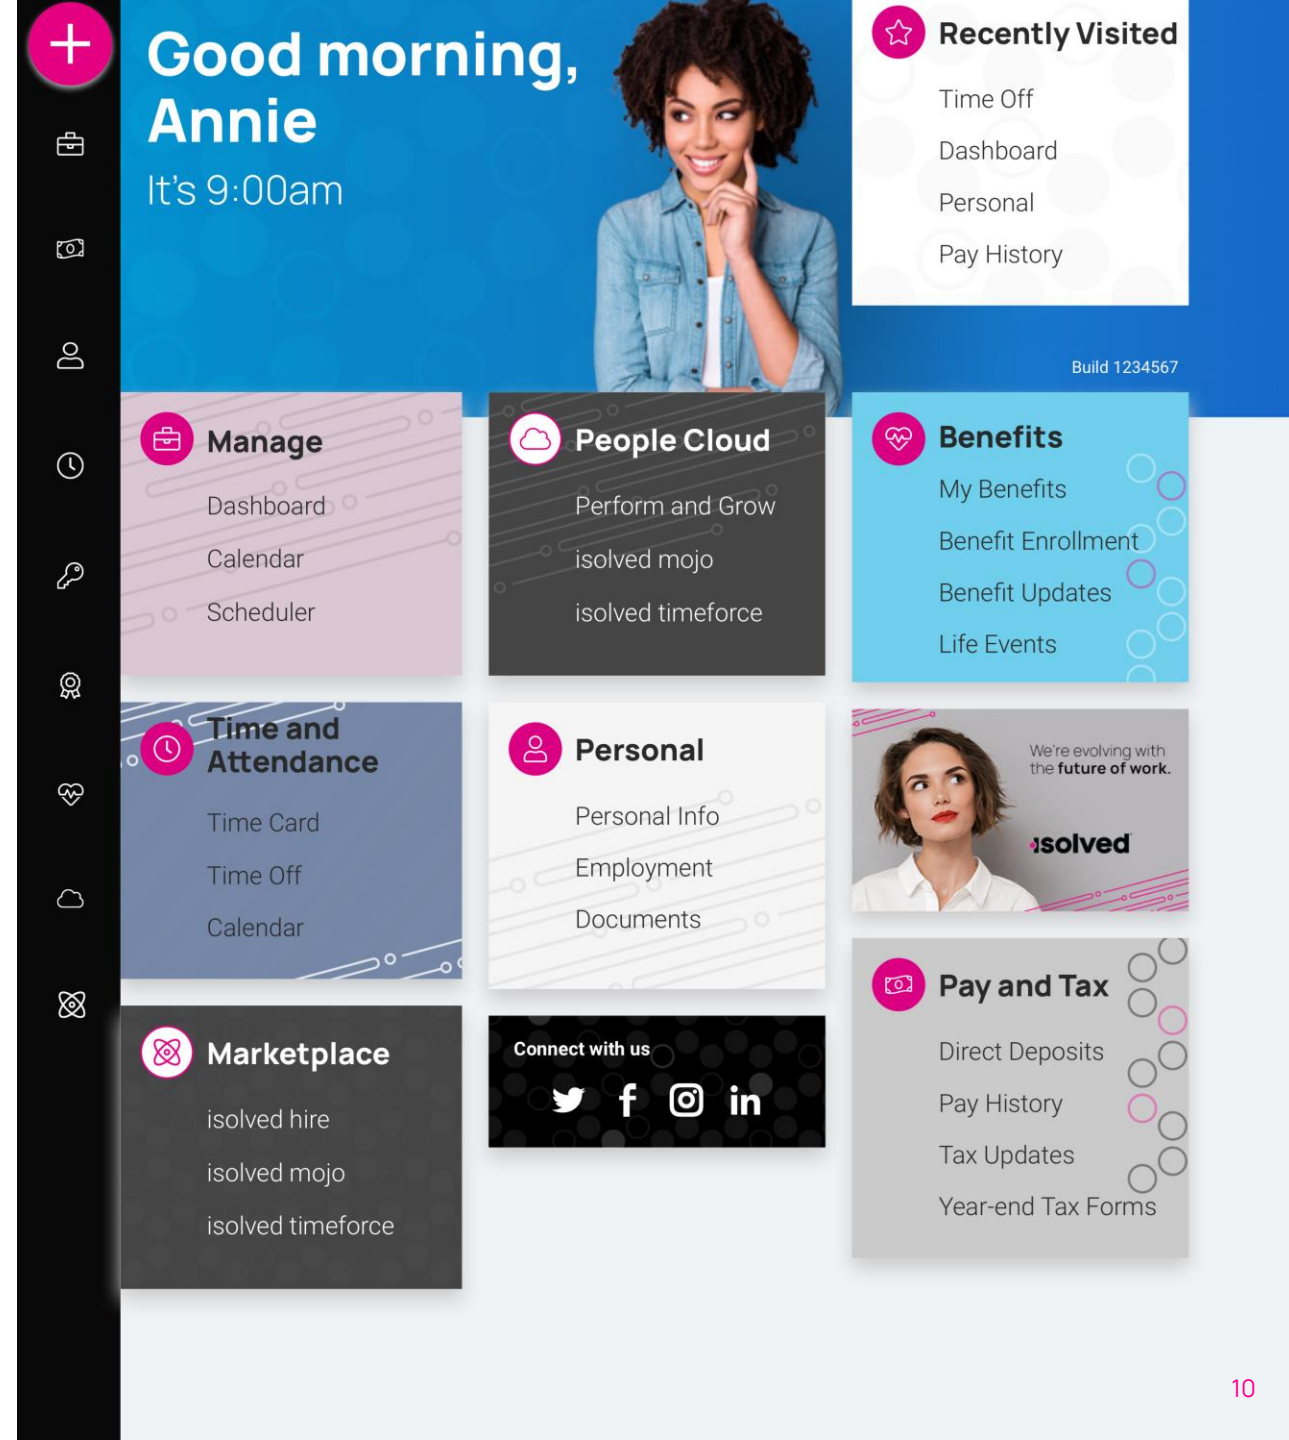 Good morning,
Annie
It's 9:00am
Recently Visited
Time Off
Dashboard
Personal
Pay History
Build 1234567
Manage
Dashboard
Calendar
Scheduler
People Cloud
Perform and Grow
isolved mojo
isolved timeforce
Benefits
My Benefits
Benefit Enrollment
Benefit Updates
Life Events
Time and
Attendance
Time Card
Time Off
Calendar
Personal
Personal Info
Employment
Documents
We're evolving with
the future of work.
isolved
Pay and Tax
Direct Deposits
Pay History
Tax Updates
Year-end Tax Forms
Marketplace
isolved hire
isolved mojo
isolved timeforce
Connect with us
10